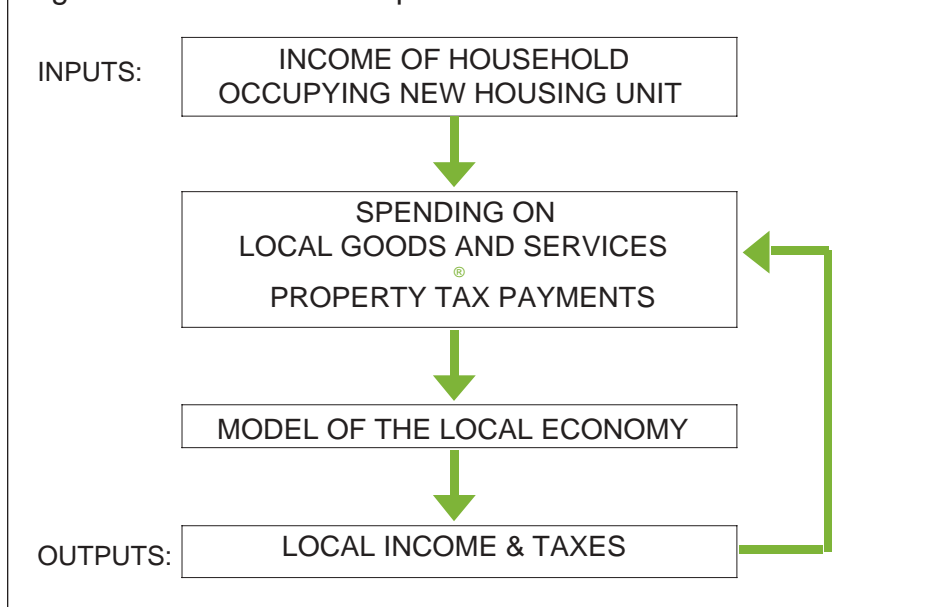 INPUTS:
INCOME OF HOUSEHOLD
OCCUPYING NEW HOUSING UNIT
SPENDING ON
LOCAL GOODS AND SERVICES
®
PROPERTY TAX PAYMENTS
MODEL OF THE LOCAL ECONOMY
OUTPUTS:
LOCAL INCOME & TAXES